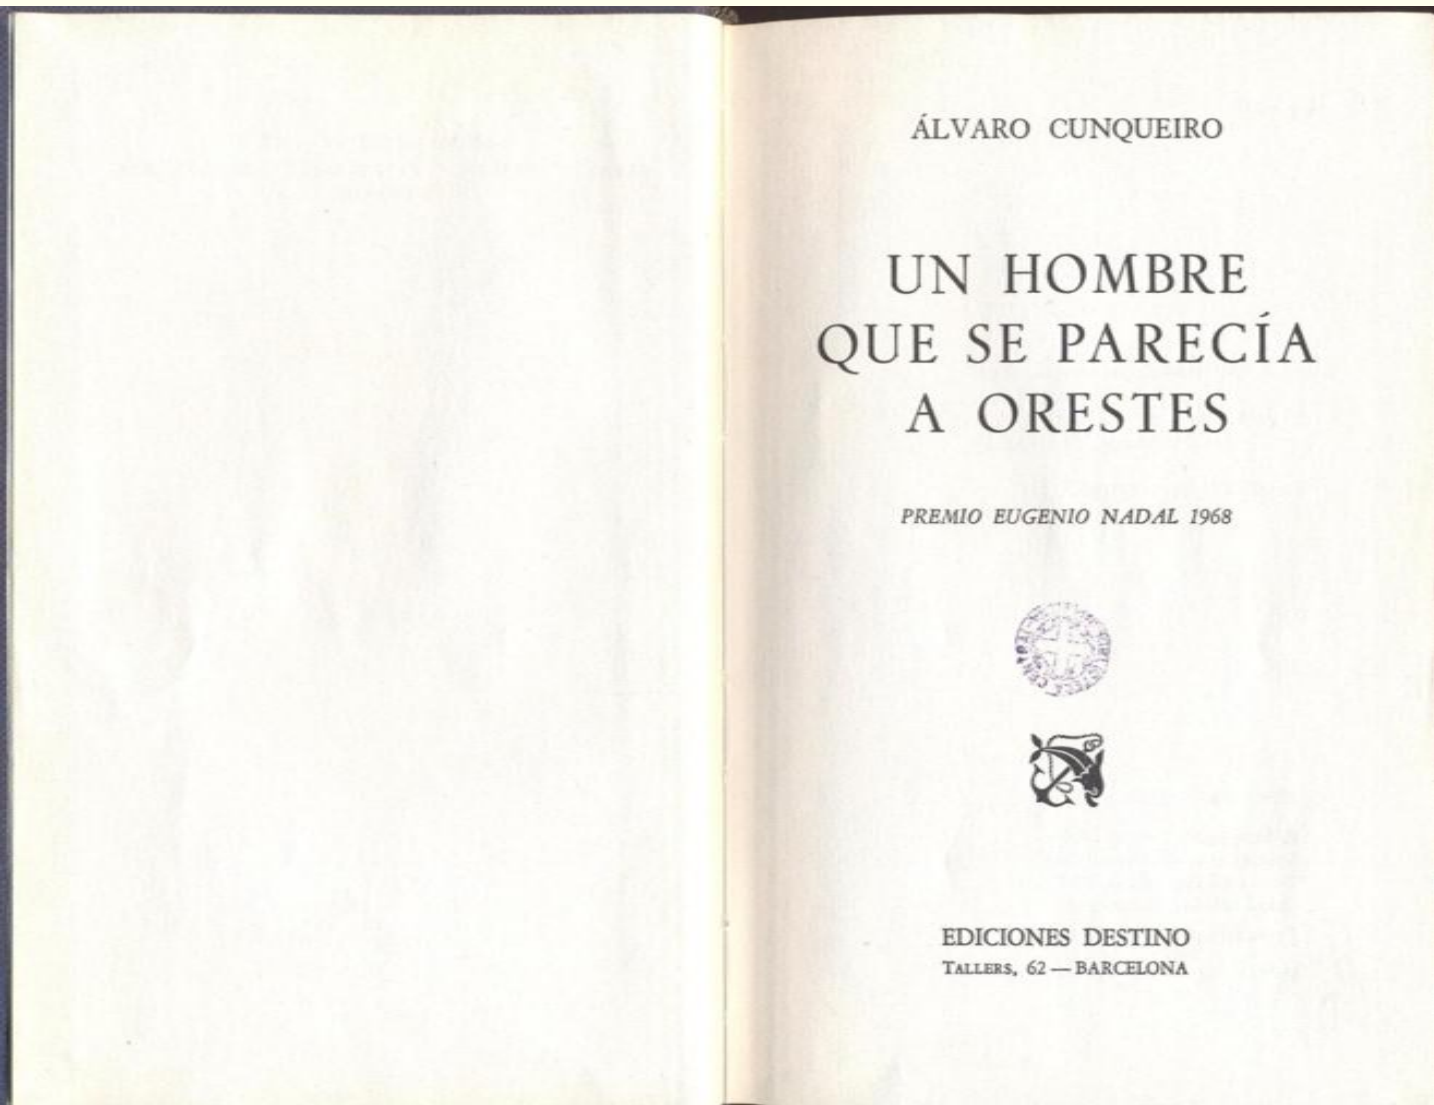 ÁLVARO CUNQUEIRO
UN HOMBRE
QUE SE PARECÍA
A ORESTES
PREMIO EUGENIO NADAL 1968
EDICIONES DESTINO
TALLERS, 62 — BARCELONA